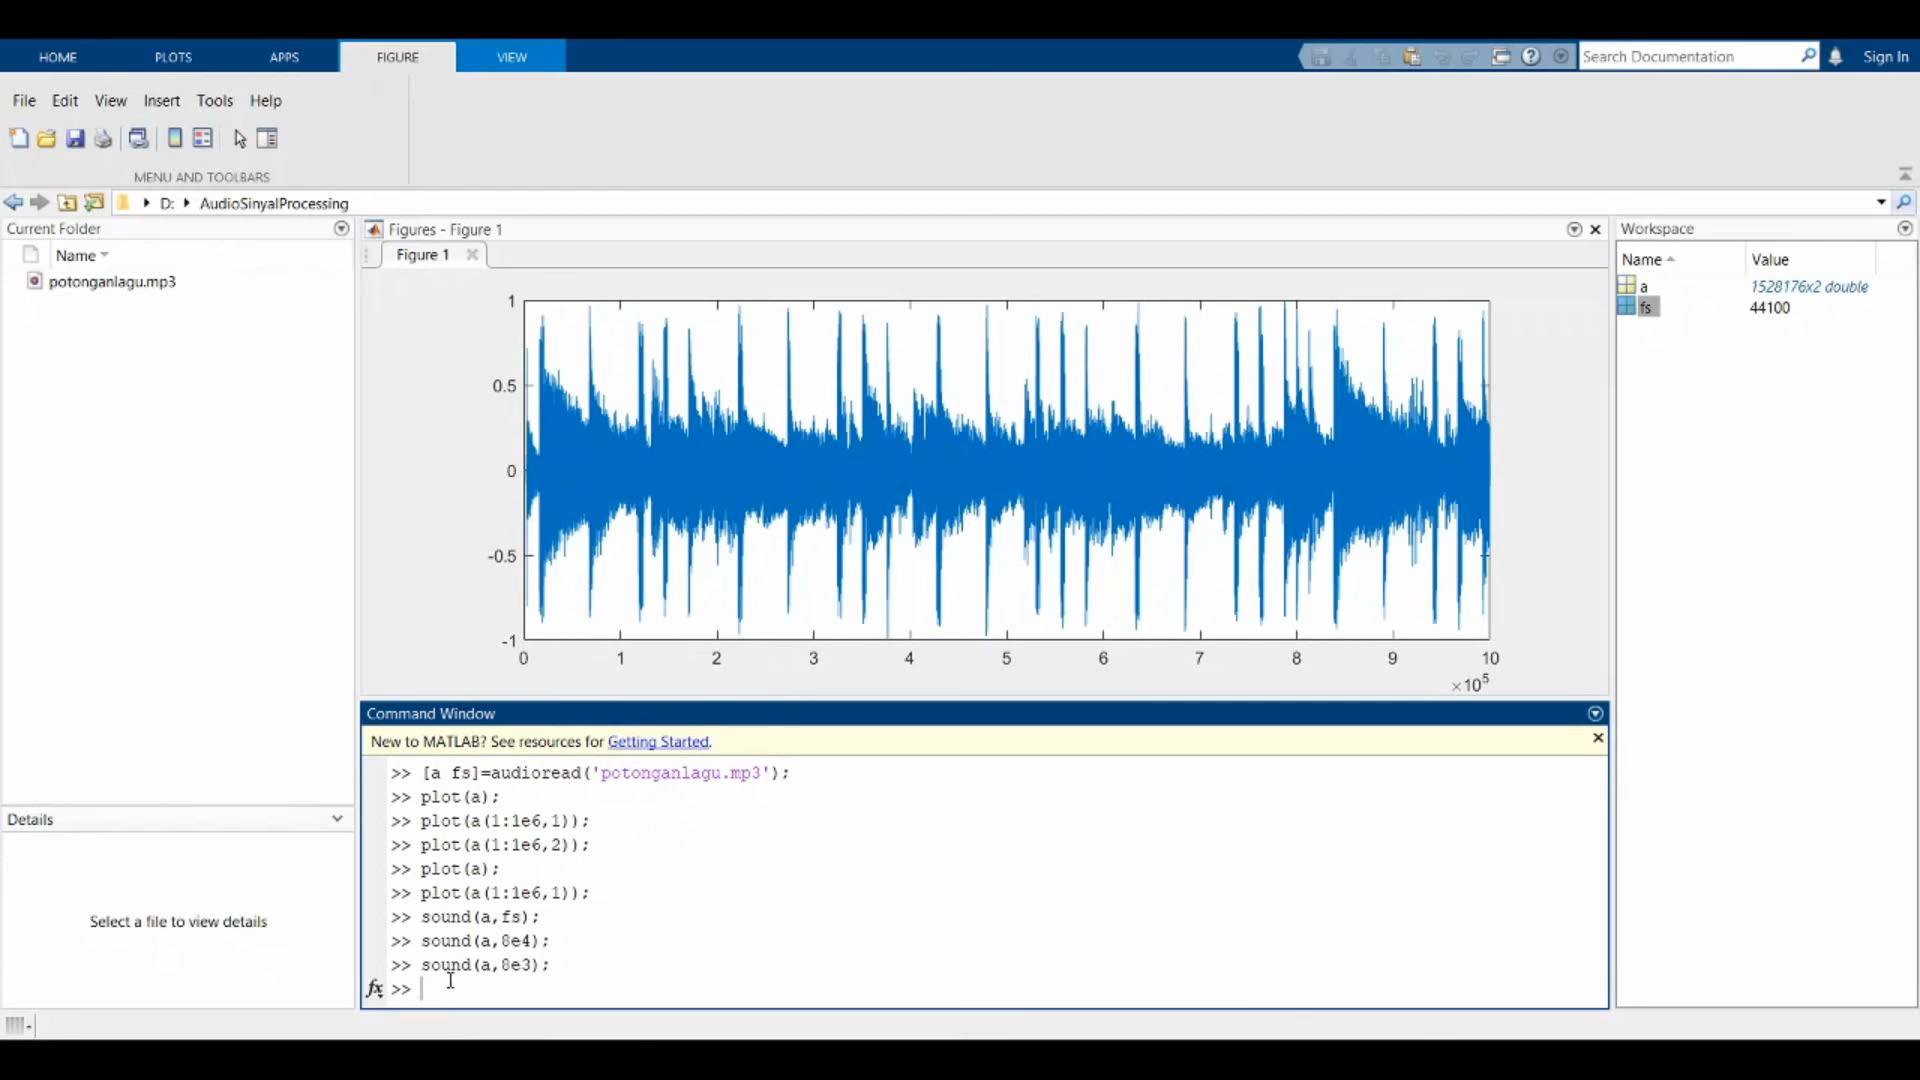 HOME PLOTS APPS FIGURE VIEW Search Documentation Sign In
File Edit View Insert Tools Help
MENU AND TOOLBARS
D: AudioSinyalProcessing
Current Folder
Name
potonganlagu.mp3
Details
Select a file to view details
Figures - Figure 1
Figure 1
1
0.5
0
-0.5
-1
0 1 2 3 4 5 6 7 8 9 10
×10^5
Command Window
New to MATLAB? See resources for Getting Started.
>> [a fs]=audioread('potonganlagu.mp3');
>> plot(a);
>> plot(a(1:1e6,1));
>> plot(a(1:1e6,2));
>> plot(a);
>> plot(a(1:1e6,1));
>> sound(a,fs);
>> sound(a,8e4);
>> sound(a,8e3);
fx >>
Workspace
Name Value
a 1528176x2 double
fs 44100